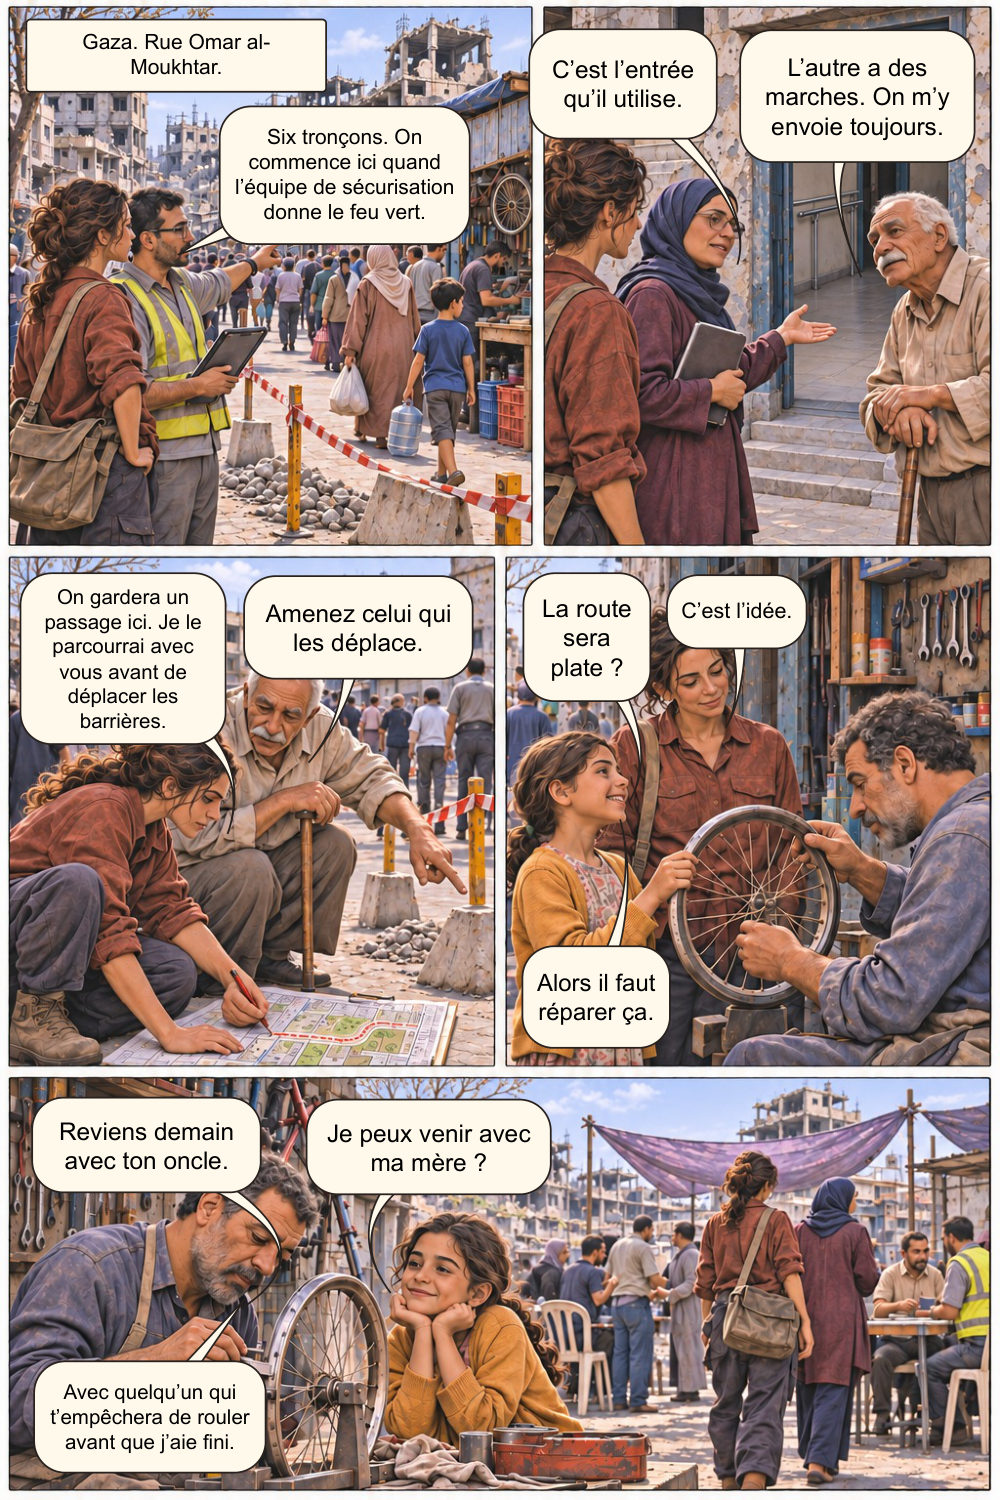 Gaza. Rue Omar al-
Moukhtar.
Six tronçons. On
commence ici quand
l’équipe de sécurisation
donne le feu vert.
C’est l’entrée
qu’il utilise.
L’autre a des
marches. On m’y
envoie toujours.
On gardera un
passage ici. Je le
parcourrai avec
vous avant de
déplacer les
barrières.
Amenez celui qui
les déplace.
La route
sera
plate ?
C’est l’idée.
Alors il faut
réparer ça.
Reviens demain
avec ton oncle.
Je peux venir avec
ma mère ?
Avec quelqu’un qui
t’empêchera de rouler
avant que j’aie fini.